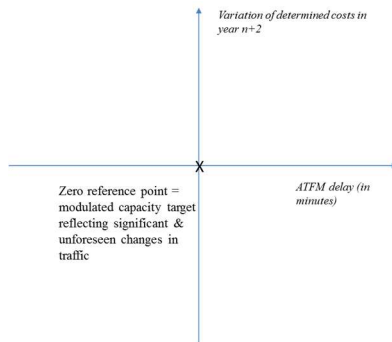 Variation of determined costs in
year n+2
X
Zero reference point =
modulated capacity target
reflecting significant &
unforeseen changes in
traffic
ATFM delay (in
minutes)